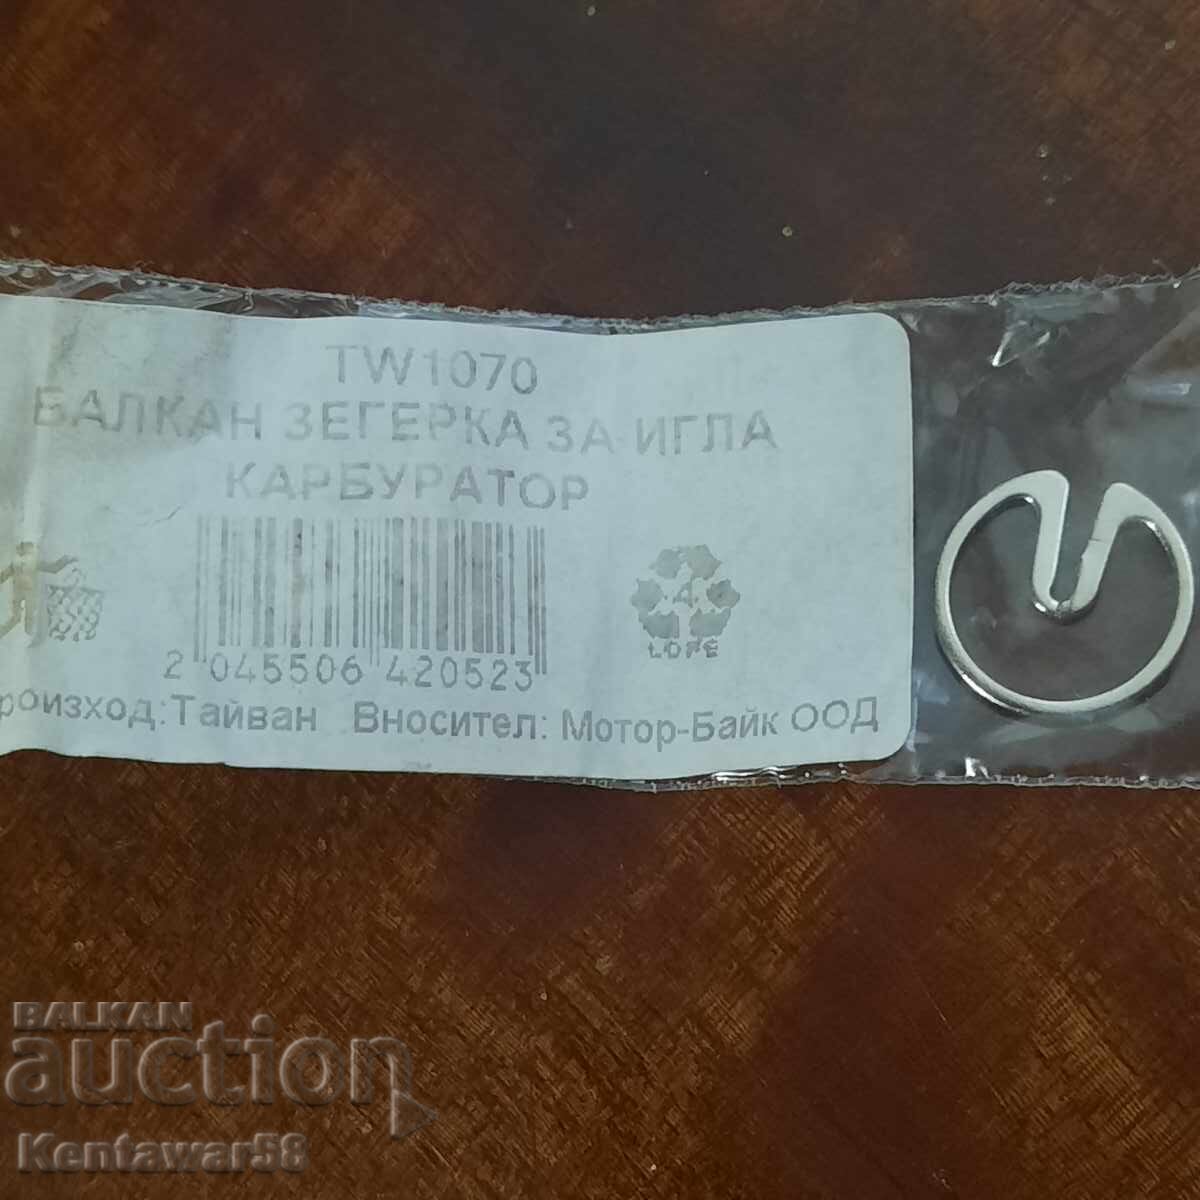 TW1070
БАЛКАН ЗЕГЕРКА ЗА ИГЛА
КАРБУРАТОР
4
LDPE
2 045506 420523
роизход:Тайван Вносител: Мотор-Байк ООД
BALKAN
auction
Kentawar58